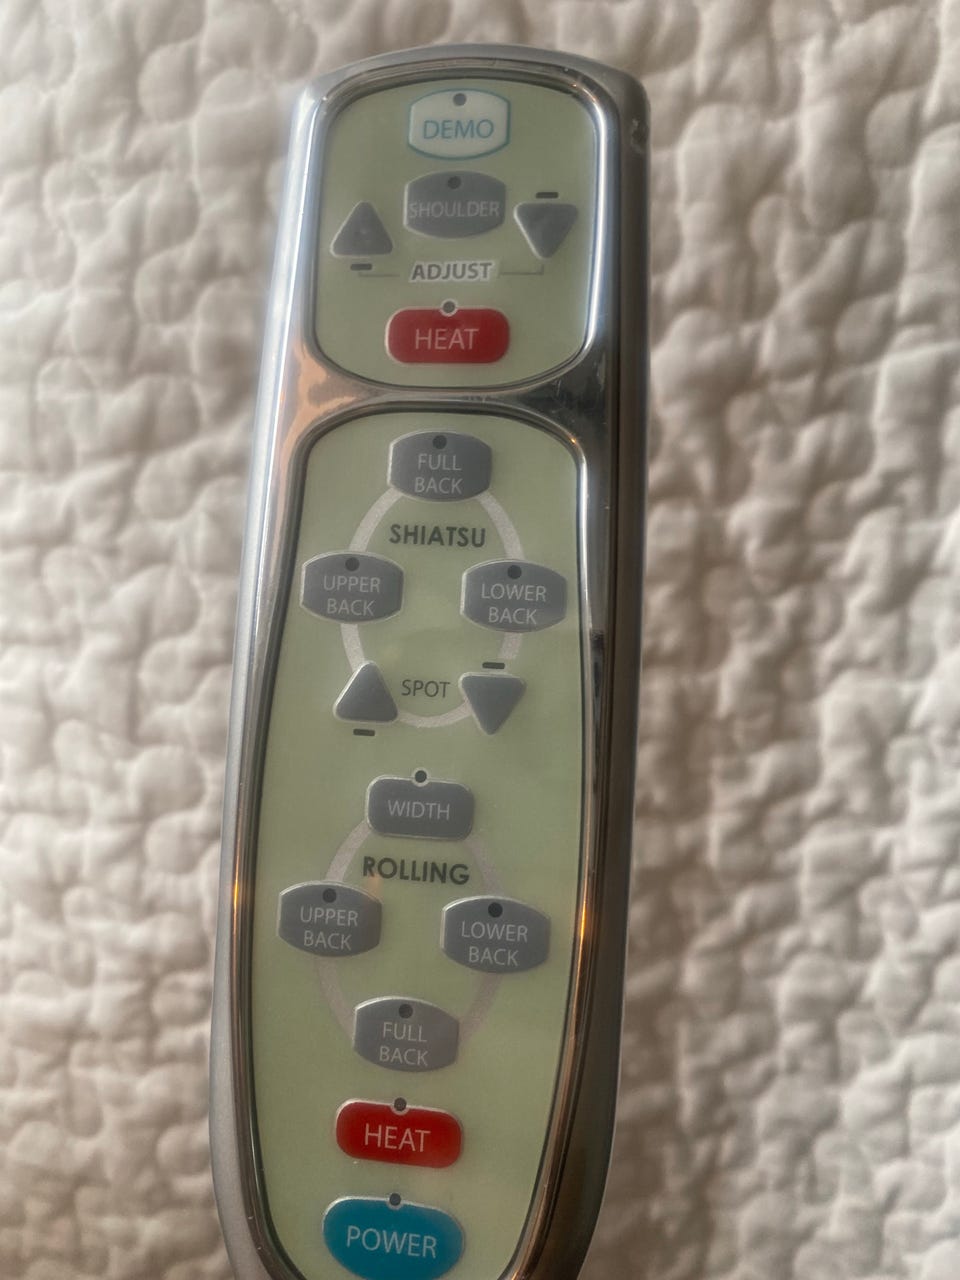 DEMO
SHOULDER
ADJUST
HEAT
FULL
BACK
SHIATSU
UPPER
BACK
LOWER
BACK
SPOT
WIDTH
ROLLING
UPPER
BACK
LOWER
BACK
FULL
BACK
HEAT
POWER